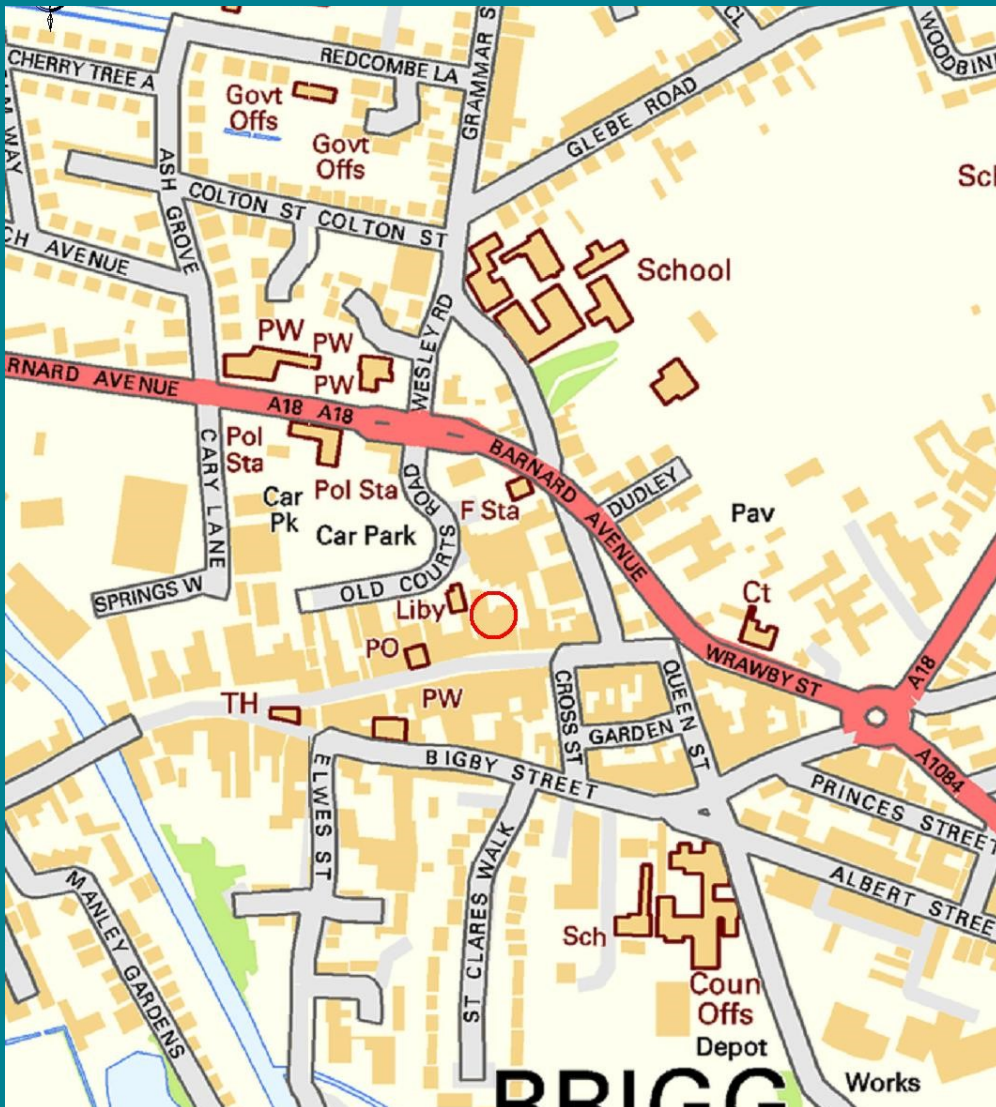 CL
WOODBIN
REDCOMBE LA
GRAMMAR S
CHERRY TREE A
Govt
Offs
Govt
Offs
GLEBE ROAD
M WAY
ASH GROVE
Sch
COLTON ST
COLTON ST
CH AVENUE
School
WESLEY RD
PW
PW
PW
RNARD AVENUE
A18
A18
Pol
Sta
CARY LANE
Pol Sta
Car
Pk
Car Park
OLD COURTS ROAD
F Sta
BARNARD AVENUE
DUDLEY
Pav
SPRINGS W
Liby
Ct
PO
WRAWBY ST
A18
TH
PW
CROSS ST
QUEEN ST
GARDEN
A1084
BIGBY STREET
ELWES ST
PRINCES STREET
ST CLARES WALK
ALBERT STREE
MANLEY GARDENS
Sch
Coun
Offs
Depot
BRIGG
Works